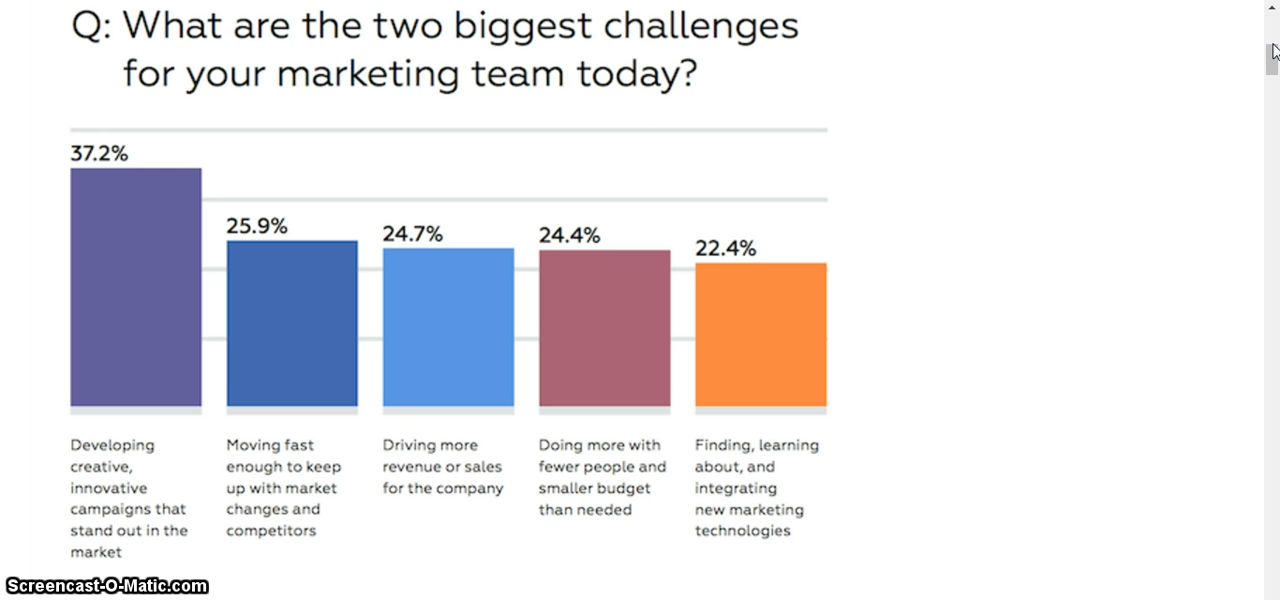 Q: What are the two biggest challenges
for your marketing team today?
37.2%
25.9%
24.7%
24.4%
22.4%
Developing
creative,
innovative
campaigns that
stand out in the
market
Moving fast
enough to keep
up with market
changes and
competitors
Driving more
revenue or sales
for the company
Doing more with
fewer people and
smaller budget
than needed
Finding, learning
about, and
integrating
new marketing
technologies
Screencast-O-Matic.com